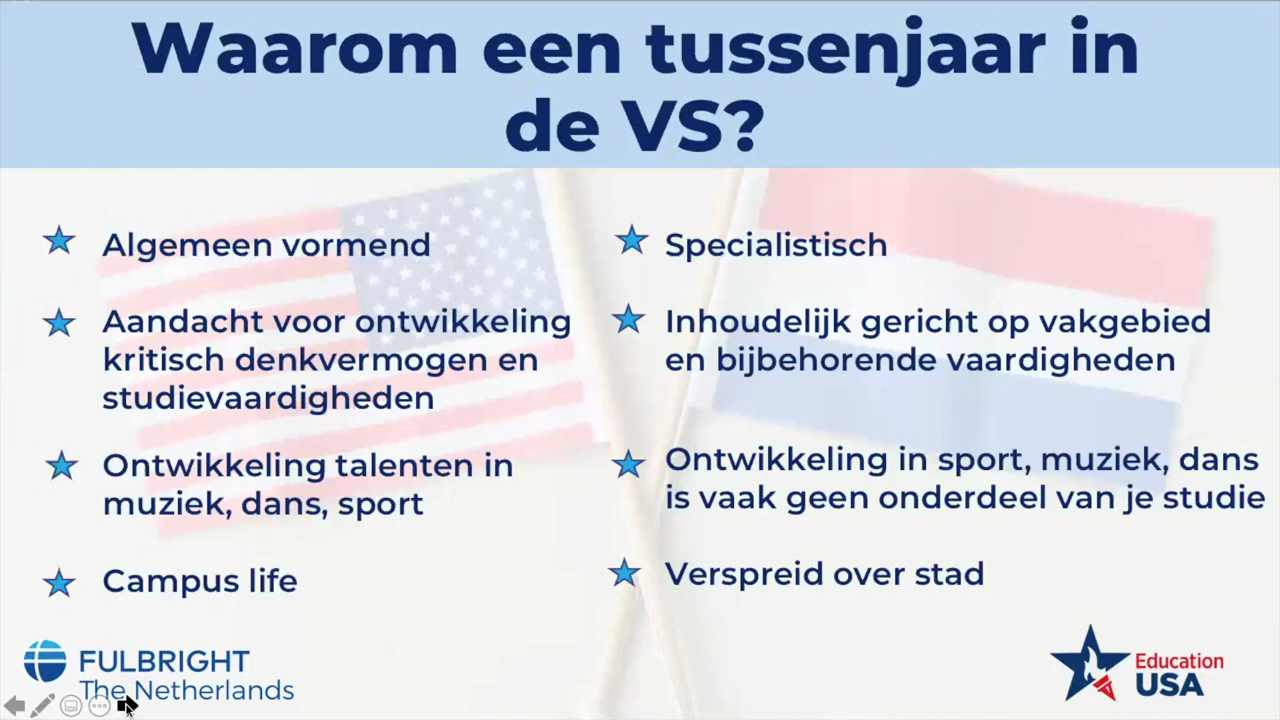 Waarom een tussenjaar in
de VS?
Algemeen vormend
Aandacht voor ontwikkeling
kritisch denkvermogen en
studievaardigheden
Ontwikkeling talenten in
muziek, dans, sport
Campus life
Specialistisch
Inhoudelijk gericht op vakgebied
en bijbehorende vaardigheden
Ontwikkeling in sport, muziek, dans
is vaak geen onderdeel van je studie
Verspreid over stad
FULBRIGHT
The Netherlands
Education
USA